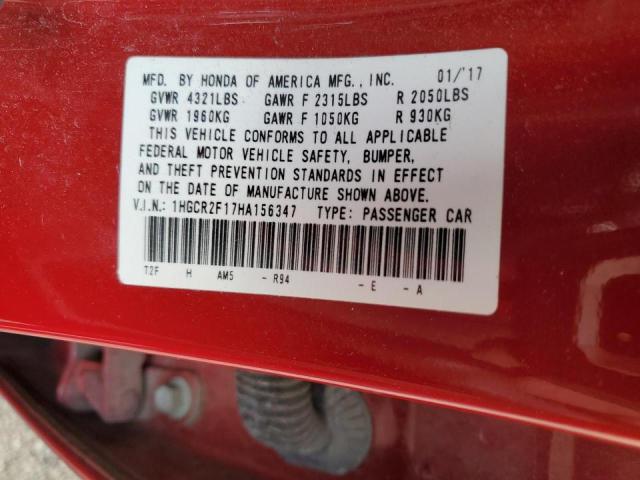 MFD. BY HONDA OF AMERICA MFG., INC. 01/'17
GVWR 4321LBS GAWR F 2315LBS R 2050LBS
GVWR 1960KG GAWR F 1050KG R 930KG
THIS VEHICLE CONFORMS TO ALL APPLICABLE
FEDERAL MOTOR VEHICLE SAFETY, BUMPER,
AND THEFT PREVENTION STANDARDS IN EFFECT
ON THE DATE OF MANUFACTURE SHOWN ABOVE.
V.I.N.: 1HGCR2F17HA156347 TYPE: PASSENGER CAR
T2F H AM5 - R94 - E - A